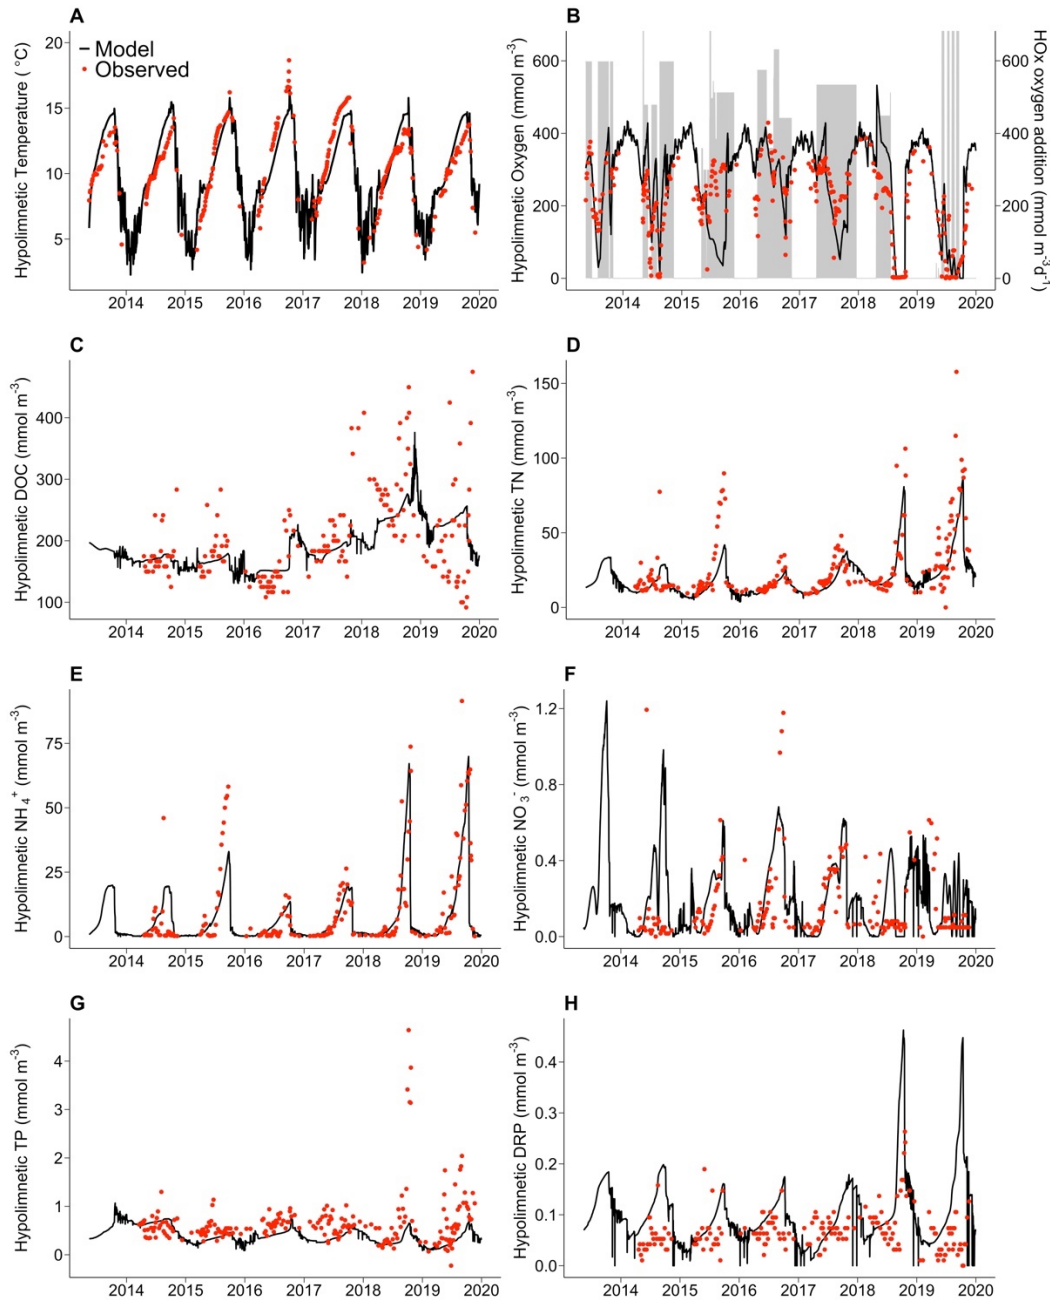 A
Hypolimnetic Temperature ( °C)
20
15
10
5
Model
Observed
2014 2015 2016 2017 2018 2019 2020
B
Hypolimnetic Oxygen (mmol m⁻³)
600
400
200
0
600
400
200
0
HOx oxygen addition (mmol m⁻³d⁻¹)
2014 2015 2016 2017 2018 2019 2020
C
Hypolimnetic DOC (mmol m⁻³)
400
300
200
100
2014 2015 2016 2017 2018 2019 2020
D
Hypolimnetic TN (mmol m⁻³)
150
100
50
0
2014 2015 2016 2017 2018 2019 2020
E
Hypolimnetic NH₄⁺ (mmol m⁻³)
75
50
25
0
2014 2015 2016 2017 2018 2019 2020
F
Hypolimnetic NO₃⁻ (mmol m⁻³)
1.2
0.8
0.4
0.0
2014 2015 2016 2017 2018 2019 2020
G
Hypolimnetic TP (mmol m⁻³)
4
3
2
1
0
2014 2015 2016 2017 2018 2019 2020
H
Hypolimnetic DRP (mmol m⁻³)
0.4
0.3
0.2
0.1
0.0
2014 2015 2016 2017 2018 2019 2020